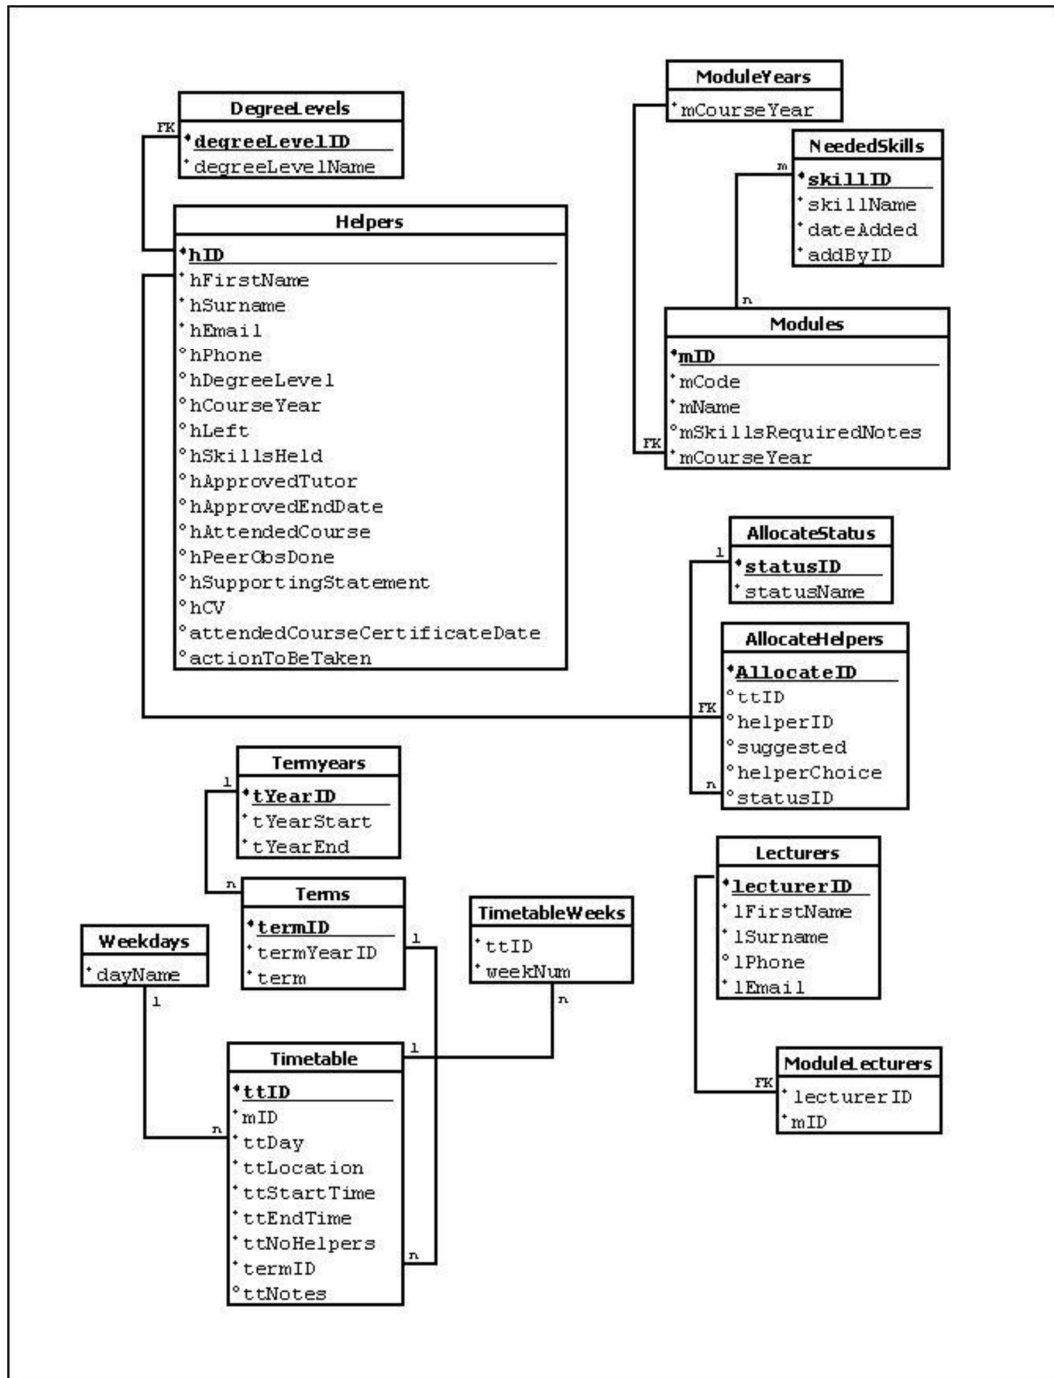 DegreeLevels
FK
degreeLevelID
degreeLevelName
ModuleYears
mCourseYear
NeededSkills
m
skillID
skillName
dateAdded
addByID
Helpers
hID
hFirstName
hSurname
hEmail
hPhone
hDegreeLevel
hCourseYear
hLeft
hSkillsHeld
hApprovedTutor
hApprovedEndDate
hAttendedCourse
hPeerObsDone
hSupportingStatement
hCV
attendedCourseCertificateDate
actionToBeTaken
n
Modules
mID
mCode
mName
mSkillsRequiredNotes
FK
mCourseYear
AllocateStatus
1
statusID
statusName
AllocateHelpers
AllocateID
ttID
FK
helperID
suggested
helperChoice
n
statusID
Termyears
1
tYearID
tYearStart
tYearEnd
n
Terms
termID
1
termYearID
term
TimetableWeeks
ttID
weekNum
n
Weekdays
dayName
1
Lecturers
lecturerID
lFirstName
lSurname
lPhone
lEmail
Timetable
1
ttID
mID
n
ttDay
ttLocation
ttStartTime
ttEndTime
ttNoHelpers
n
termID
ttNotes
ModuleLecturers
FK
lecturerID
mID